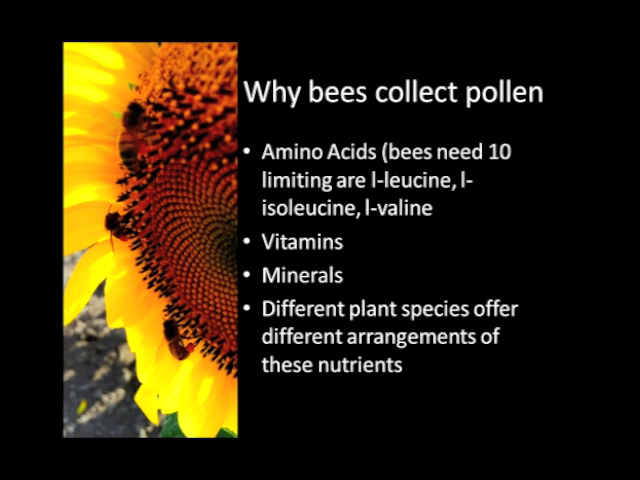 Why bees collect pollen
• Amino Acids (bees need 10
limiting are l-leucine, l-
isoleucine, l-valine
• Vitamins
• Minerals
• Different plant species offer
different arrangements of
these nutrients